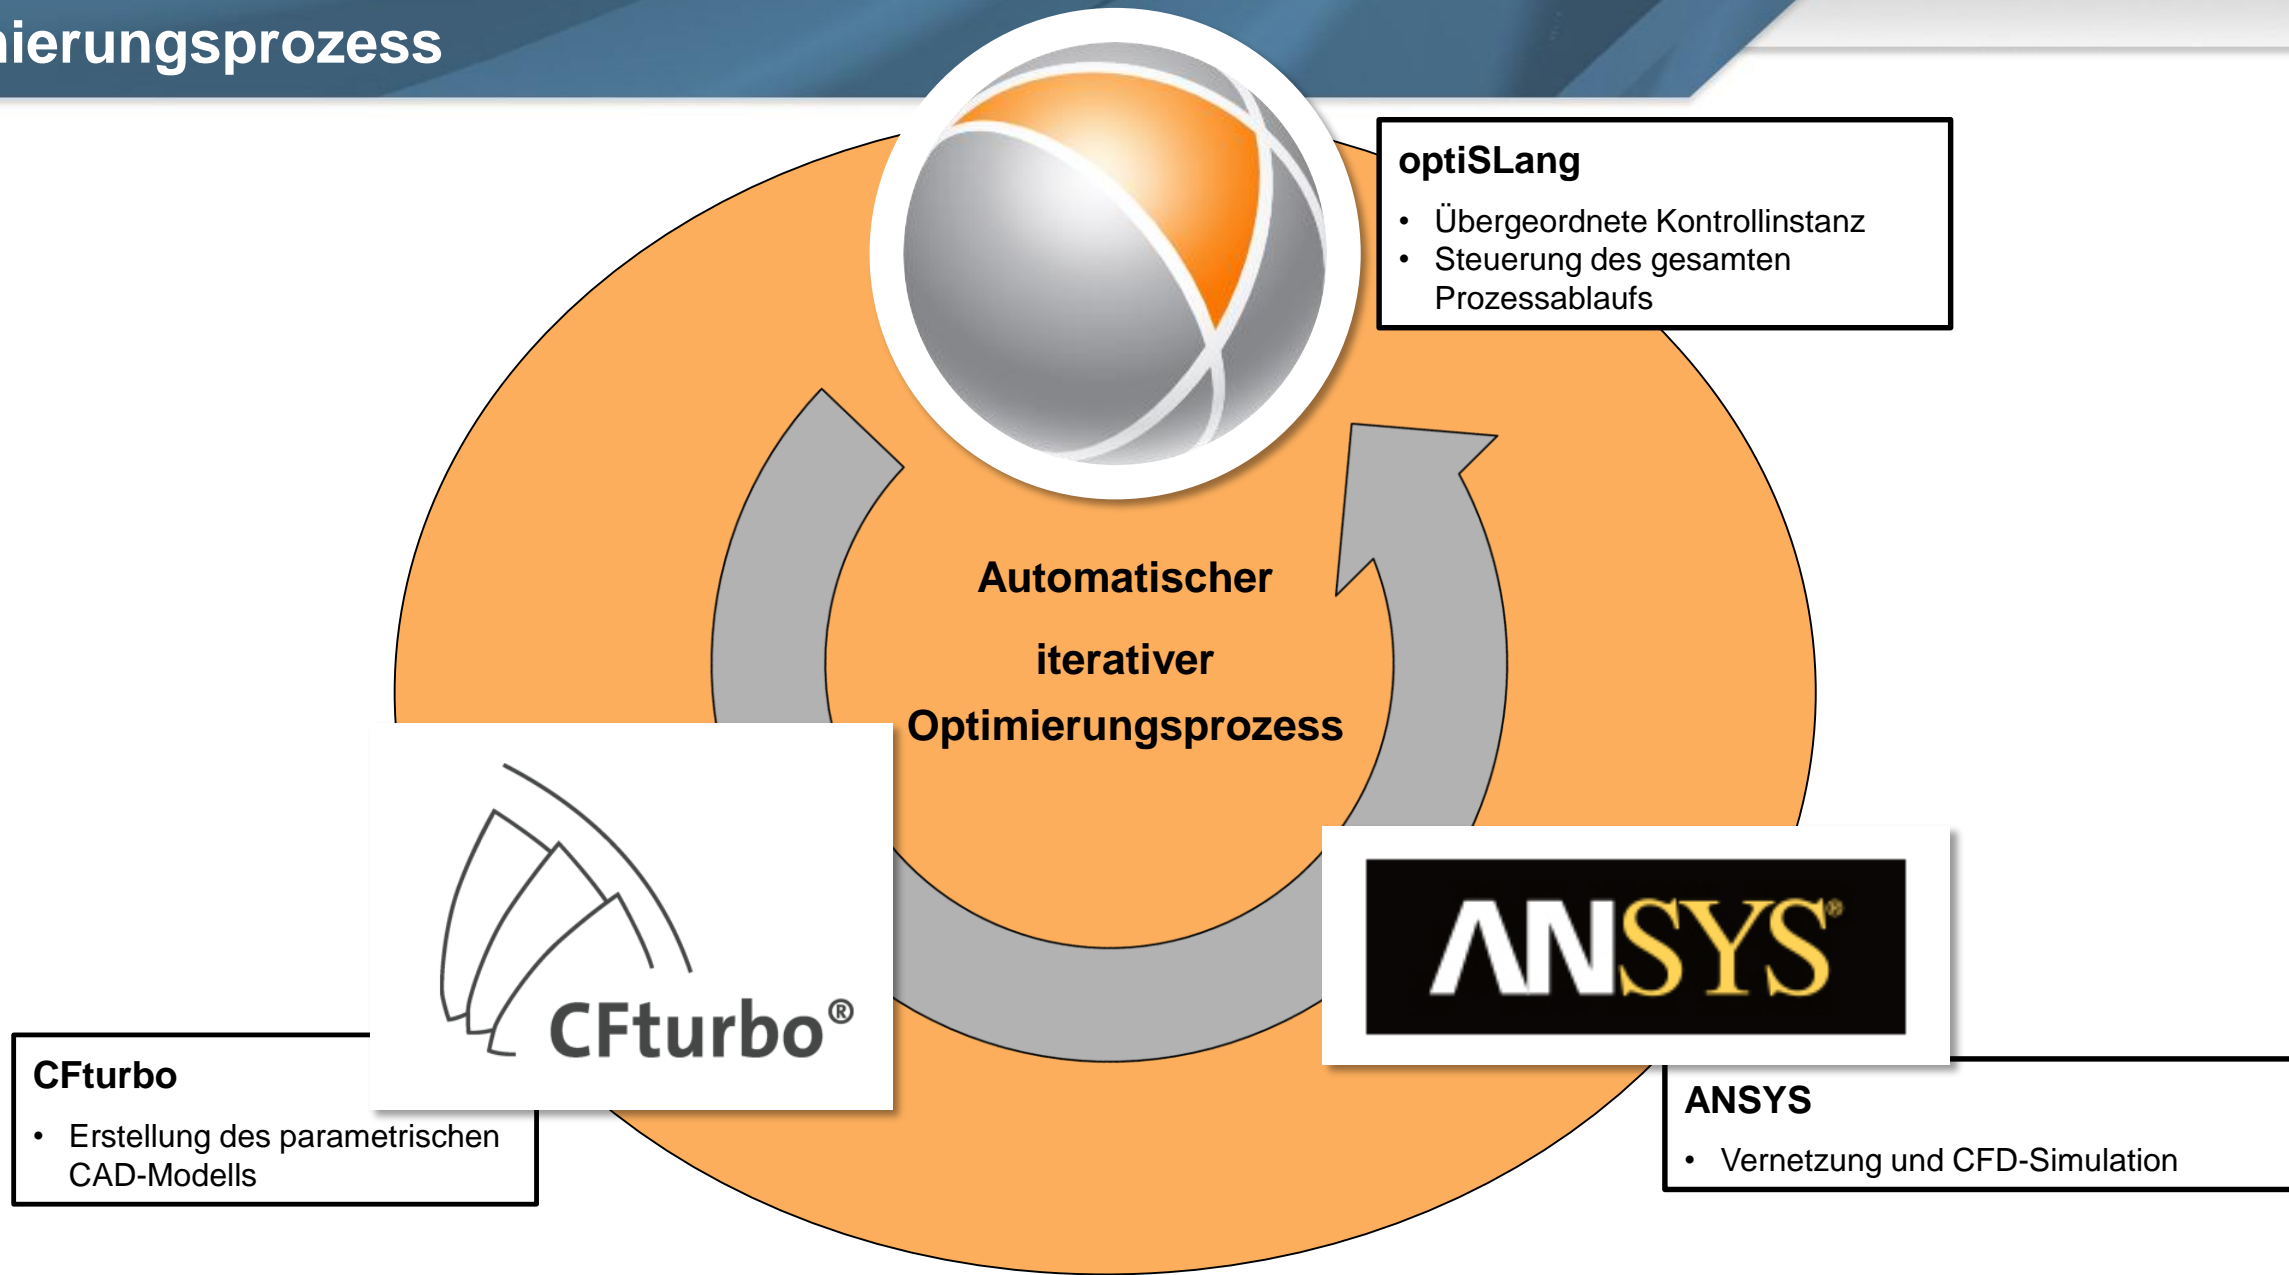 mierungsprozess
optiSLang
• Übergeordnete Kontrollinstanz
• Steuerung des gesamten
Prozessablaufs
Automatischer
iterativer
Optimierungsprozess
CFturbo®
ANSYS®
CFturbo
• Erstellung des parametrischen
CAD-Modells
ANSYS
• Vernetzung und CFD-Simulation